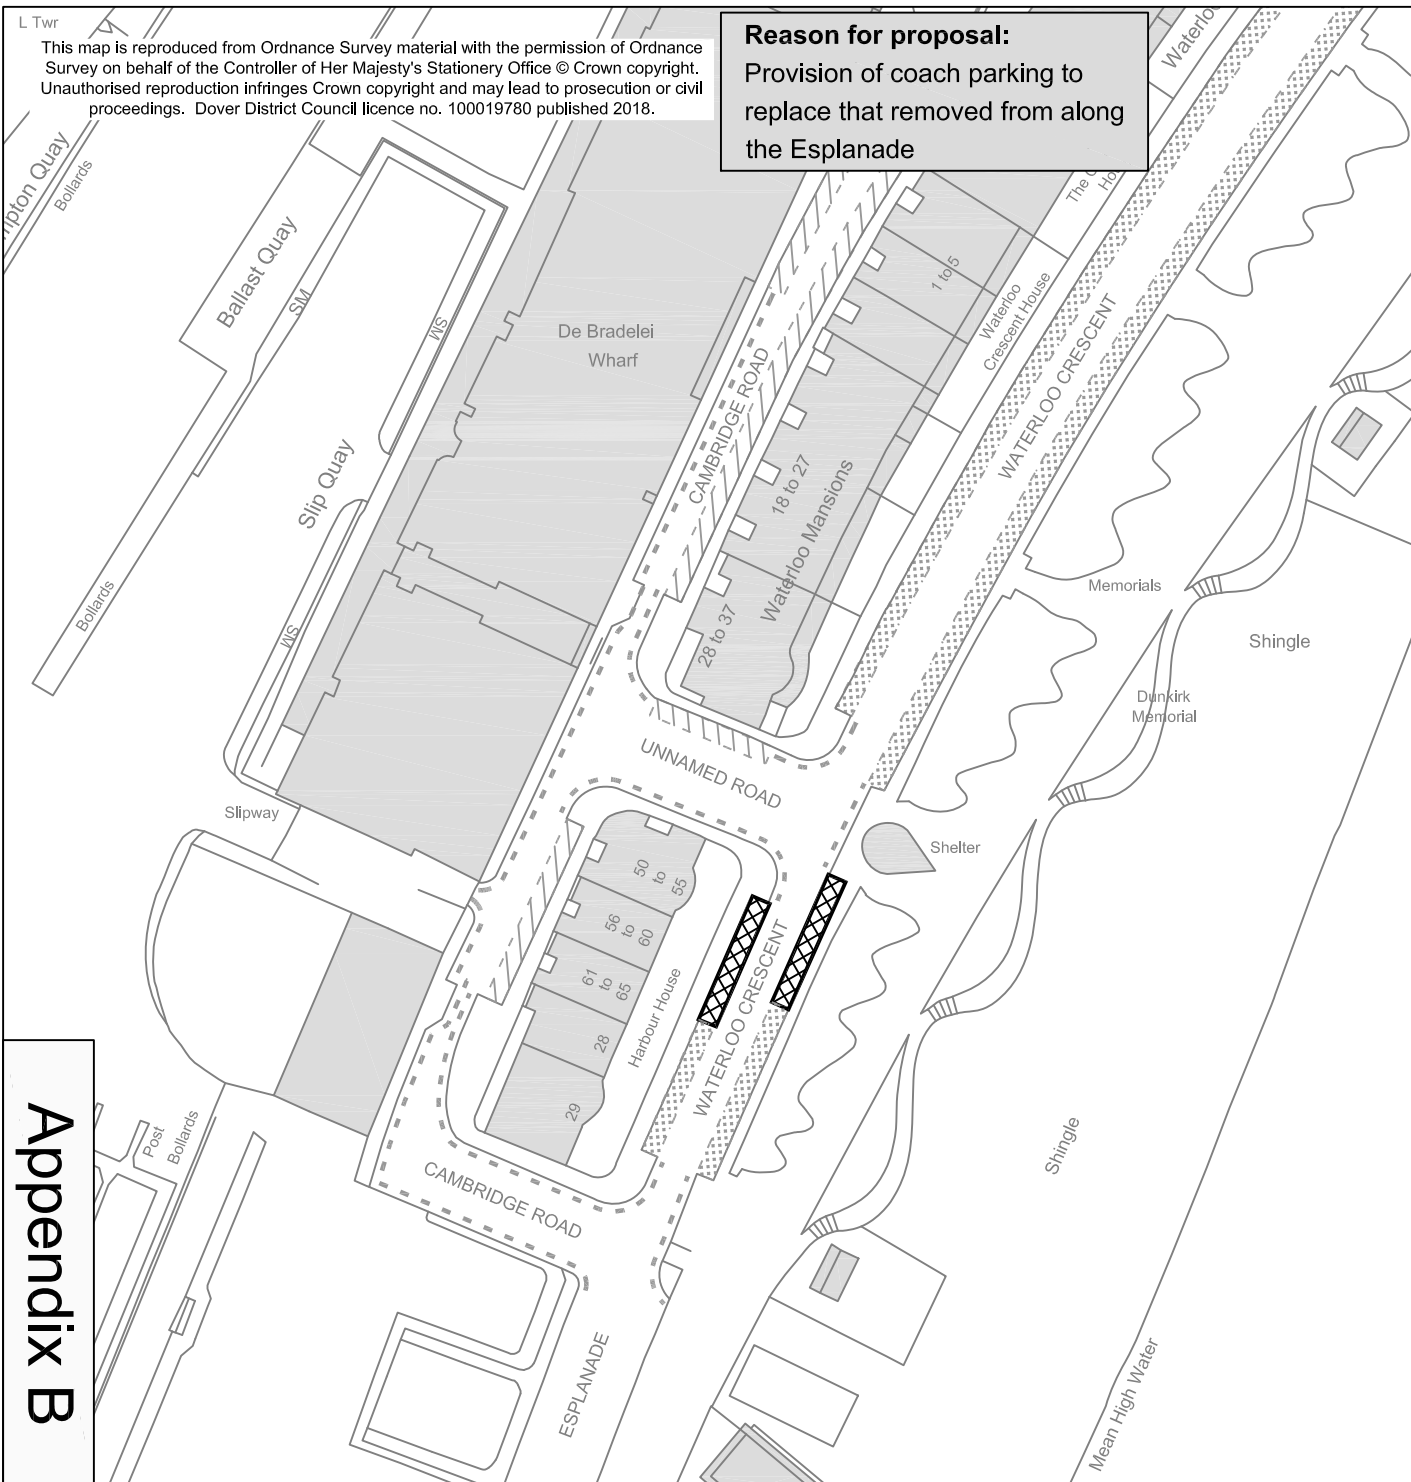 L Twr
This map is reproduced from Ordnance Survey material with the permission of Ordnance
Survey on behalf of the Controller of Her Majesty's Stationery Office © Crown copyright.
Unauthorised reproduction infringes Crown copyright and may lead to prosecution or civil
proceedings. Dover District Council licence no. 100019780 published 2018.
Reason for proposal:
Provision of coach parking to
replace that removed from along
the Esplanade
Quay
Bollards
Ballast Quay
SM
SM
De Bradelei
Wharf
CAMBRIDGE ROAD
1 to 5
Waterloo
Crescent House
The
WATERLOO CRESCENT
Slip Quay
18 to 27
Waterloo Mansions
28 to 37
Bollards
SM
Memorials
Shingle
Dunkirk
Memorial
UNNAMED ROAD
Slipway
Shelter
50
to
55
56
to
60
61
to
65
28
29
Harbour House
WATERLOO CRESCENT
CAMBRIDGE ROAD
Post
Bollards
Shingle
ESPLANADE
Mean High Water
Appendix B